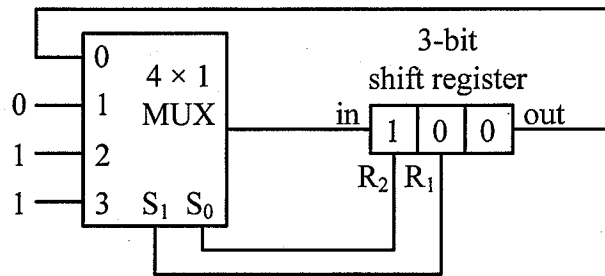 3-bit
shift register
0
4 × 1
MUX
0 1
1 2
1 3
S₁ S₀
in 1 0 0 out
R₂ R₁